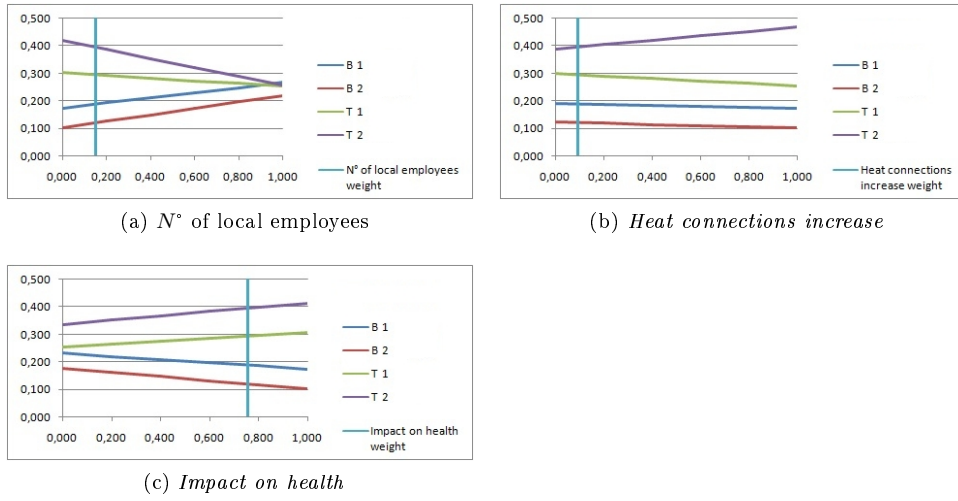 0,500
0,400
0,300
0,200
0,100
0,000
0,000 0,200 0,400 0,600 0,800 1,000
B 1
B 2
T 1
T 2
N° of local employees
weight
(a) N° of local employees
0,500
0,400
0,300
0,200
0,100
0,000
0,000 0,200 0,400 0,600 0,800 1,000
B 1
B 2
T 1
T 2
Heat connections
increase weight
(b) Heat connections increase
0,500
0,400
0,300
0,200
0,100
0,000
0,000 0,200 0,400 0,600 0,800 1,000
B 1
B 2
T 1
T 2
Impact on health
weight
(c) Impact on health